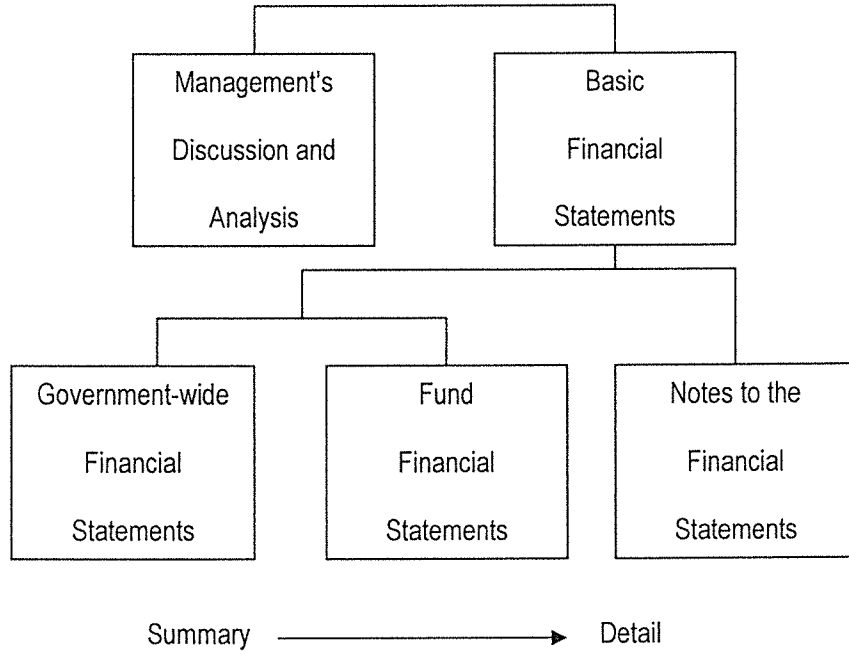 Management's
Discussion and
Analysis
Basic
Financial
Statements
Government-wide
Financial
Statements
Fund
Financial
Statements
Notes to the
Financial
Statements
Summary
Detail